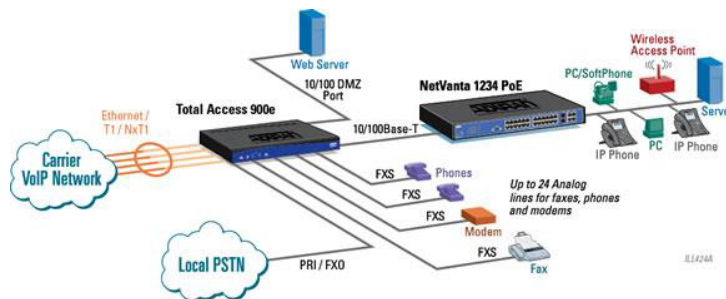 Web Server
10/100 DMZ
Port
Total Access 900e
Ethernet /
T1 / NxT1
Carrier
VoIP Network
NetVanta 1234 PoE
10/100Base-T
Wireless
Access Point
PC/SoftPhone
Server
IP Phone
PC
IP Phone
FXS
Phones
FXS
FXS
Modem
FXS
Fax
Up to 24 Analog
lines for faxes, phones
and modems
Local PSTN
PRI / FXO
ILL424A